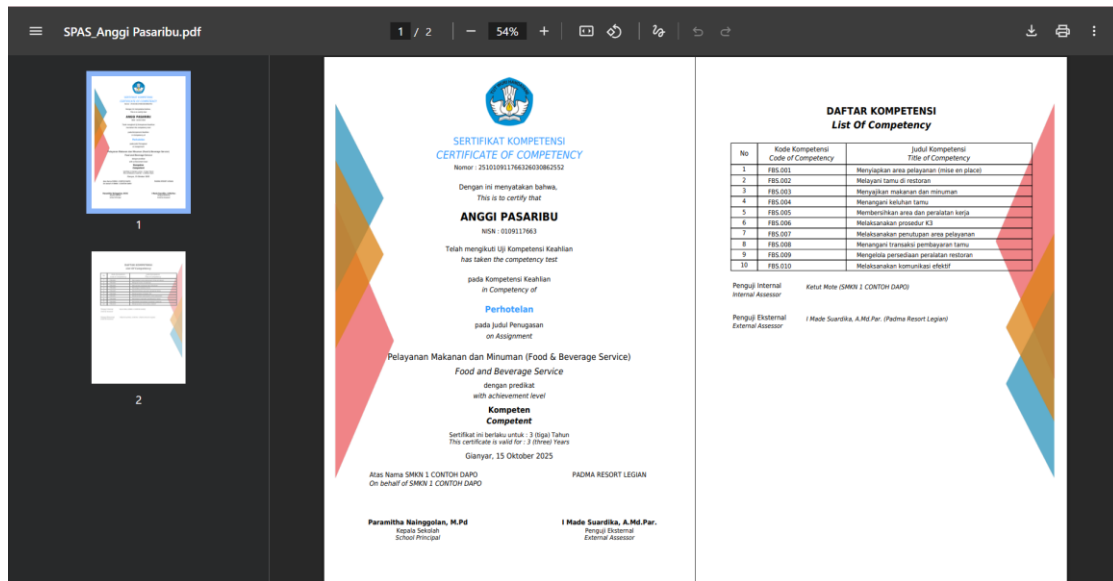 SPAS_Anggi Pasaribu.pdf
1 / 2
54%
1
2
SERTIFIKAT KOMPETENSI
CERTIFICATE OF COMPETENCY
Nomor : 25101091176632603086255​2
Dengan ini menyatakan bahwa,
This is to certify that
ANGGI PASARIBU
NISN : 0109117663
Telah mengikuti Uji Kompetensi Keahlian
has taken the competency test
pada Kompetensi Keahlian
in Competency of
Perhotelan
pada Judul Penugasan
on Assignment
Pelayanan Makanan dan Minuman (Food & Beverage Service)
Food and Beverage Service
dengan predikat
with achievement level
Kompeten
Competent
Sertifikat ini berlaku untuk : 3 (tiga) Tahun
This certificate is valid for : 3 (three) Years
Gianyar, 15 Oktober 2025
Atas Nama SMKN 1 CONTOH DAPO
On behalf of SMKN 1 CONTOH DAPO
PADMA RESORT LEGIAN
Paramitha Nainggolan, M.Pd
Kepala Sekolah
School Principal
I Made Suardika, A.Md.Par.
Penguji Eksternal
External Assessor
DAFTAR KOMPETENSI
List Of Competency
No Kode Kompetensi Judul Kompetensi
Code of Competency Title of Competency
1 FBS.001 Menyiapkan area pelayanan (mise en place)
2 FBS.002 Melayani tamu di restoran
3 FBS.003 Menyajikan makanan dan minuman
4 FBS.004 Menangani keluhan tamu
5 FBS.005 Membersihkan area dan peralatan kerja
6 FBS.006 Melaksanakan prosedur K3
7 FBS.007 Melaksanakan penutupan area pelayanan
8 FBS.008 Menangani transaksi pembayaran tamu
9 FBS.009 Mengelola persediaan peralatan restoran
10 FBS.010 Melaksanakan komunikasi efektif
Penguji Internal Ketut Mote (SMKN 1 CONTOH DAPO)
Internal Assessor
Penguji Eksternal I Made Suardika, A.Md.Par. (Padma Resort Legian)
External Assessor